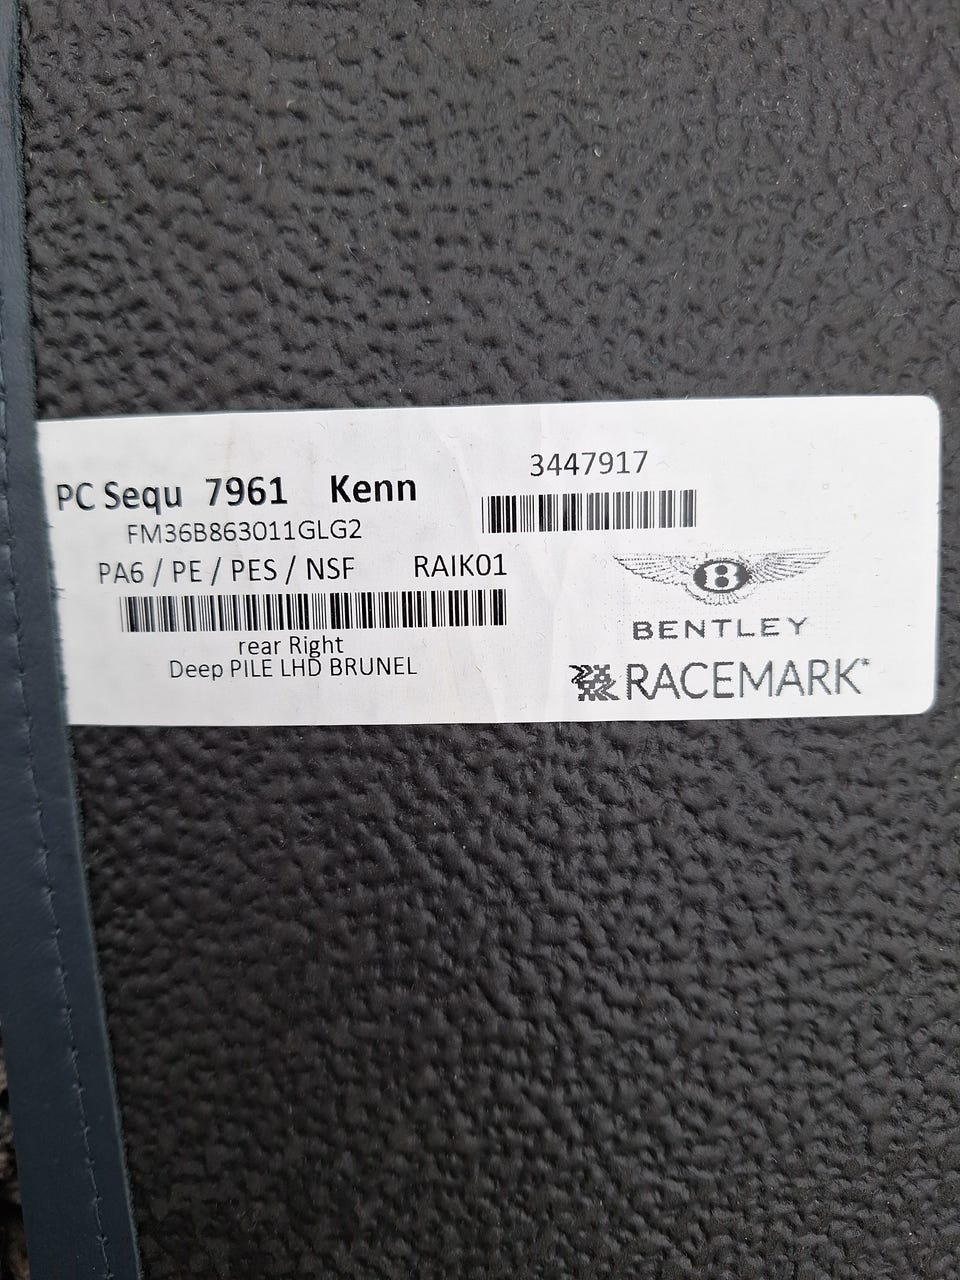 PC Sequ 7961 Kenn
3447917
FM36B863011GLG2
PA6 / PE / PES / NSF RAIK01
rear Right
Deep PILE LHD BRUNEL
B
BENTLEY
RACEMARK*